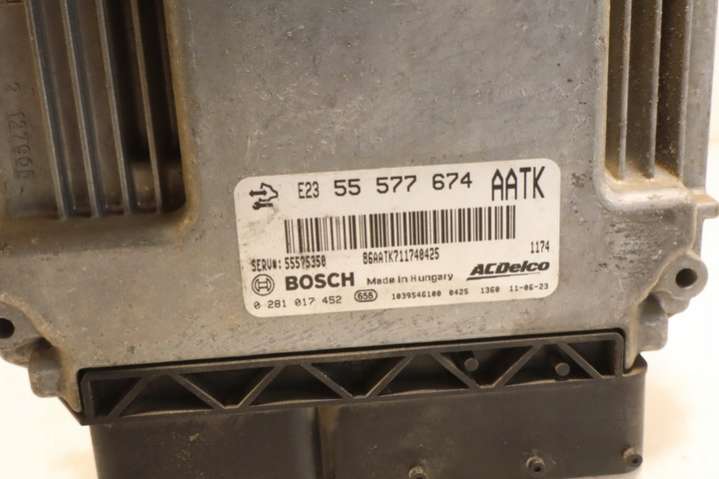 E23 55 577 674 AATK
SERV#: 55575350 B6AATK711740425 1174
BOSCH Made in Hungary ACDelco
0 281 017 452 656 1039S46100 0425 1360 11-06-23